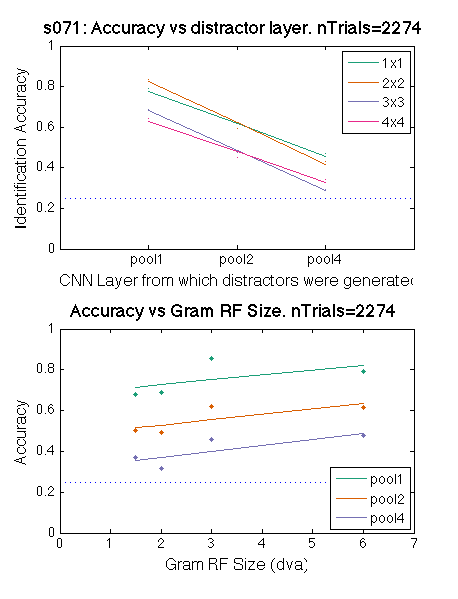 s071: Accuracy vs distractor layer. nTrials=2274
1
0.8
0.6
0.4
0.2
0
Identification Accuracy
1x1
2x2
3x3
4x4
pool1
pool2
pool4
CNN Layer from which distractors were generated
Accuracy vs Gram RF Size. nTrials=2274
1
0.8
0.6
0.4
0.2
0
Accuracy
pool1
pool2
pool4
0 1 2 3 4 5 6 7
Gram RF Size (dva)